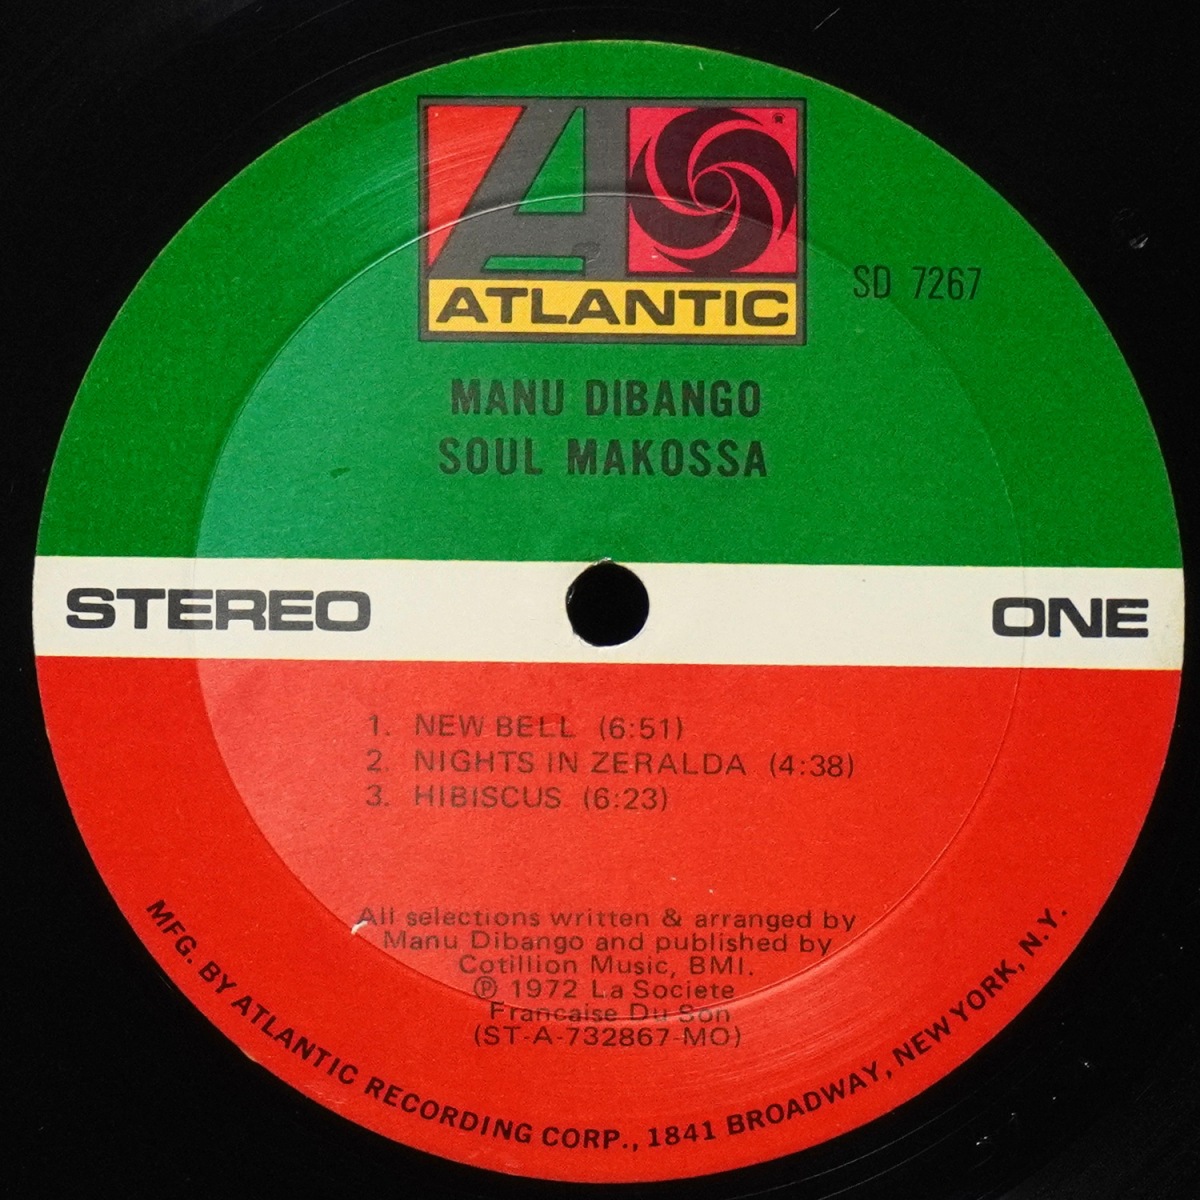 ®
ATLANTIC
SD 7267
MANU DIBANGO
SOUL MAKOSSA
STEREO
ONE
1. NEW BELL (6:51)
2. NIGHTS IN ZERALDA (4:38)
3. HIBISCUS (6:23)
All selections written & arranged by
Manu Dibango and published by
Cotillion Music, BMI.
℗ 1972 La Societe
Francaise Du Son
(ST-A-732867-MO)
MFG. BY ATLANTIC RECORDING CORP., 1841 BROADWAY, NEW YORK, N.Y.